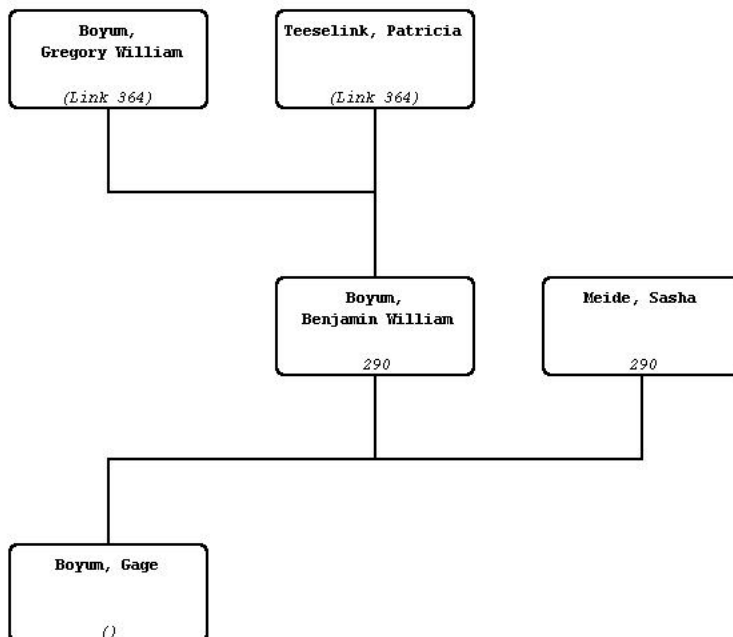 Boyum,
Gregory William
(Link 364)
Teeselink, Patricia
(Link 364)
Boyum,
Benjamin William
290
Meide, Sasha
290
Boyum, Gage
()